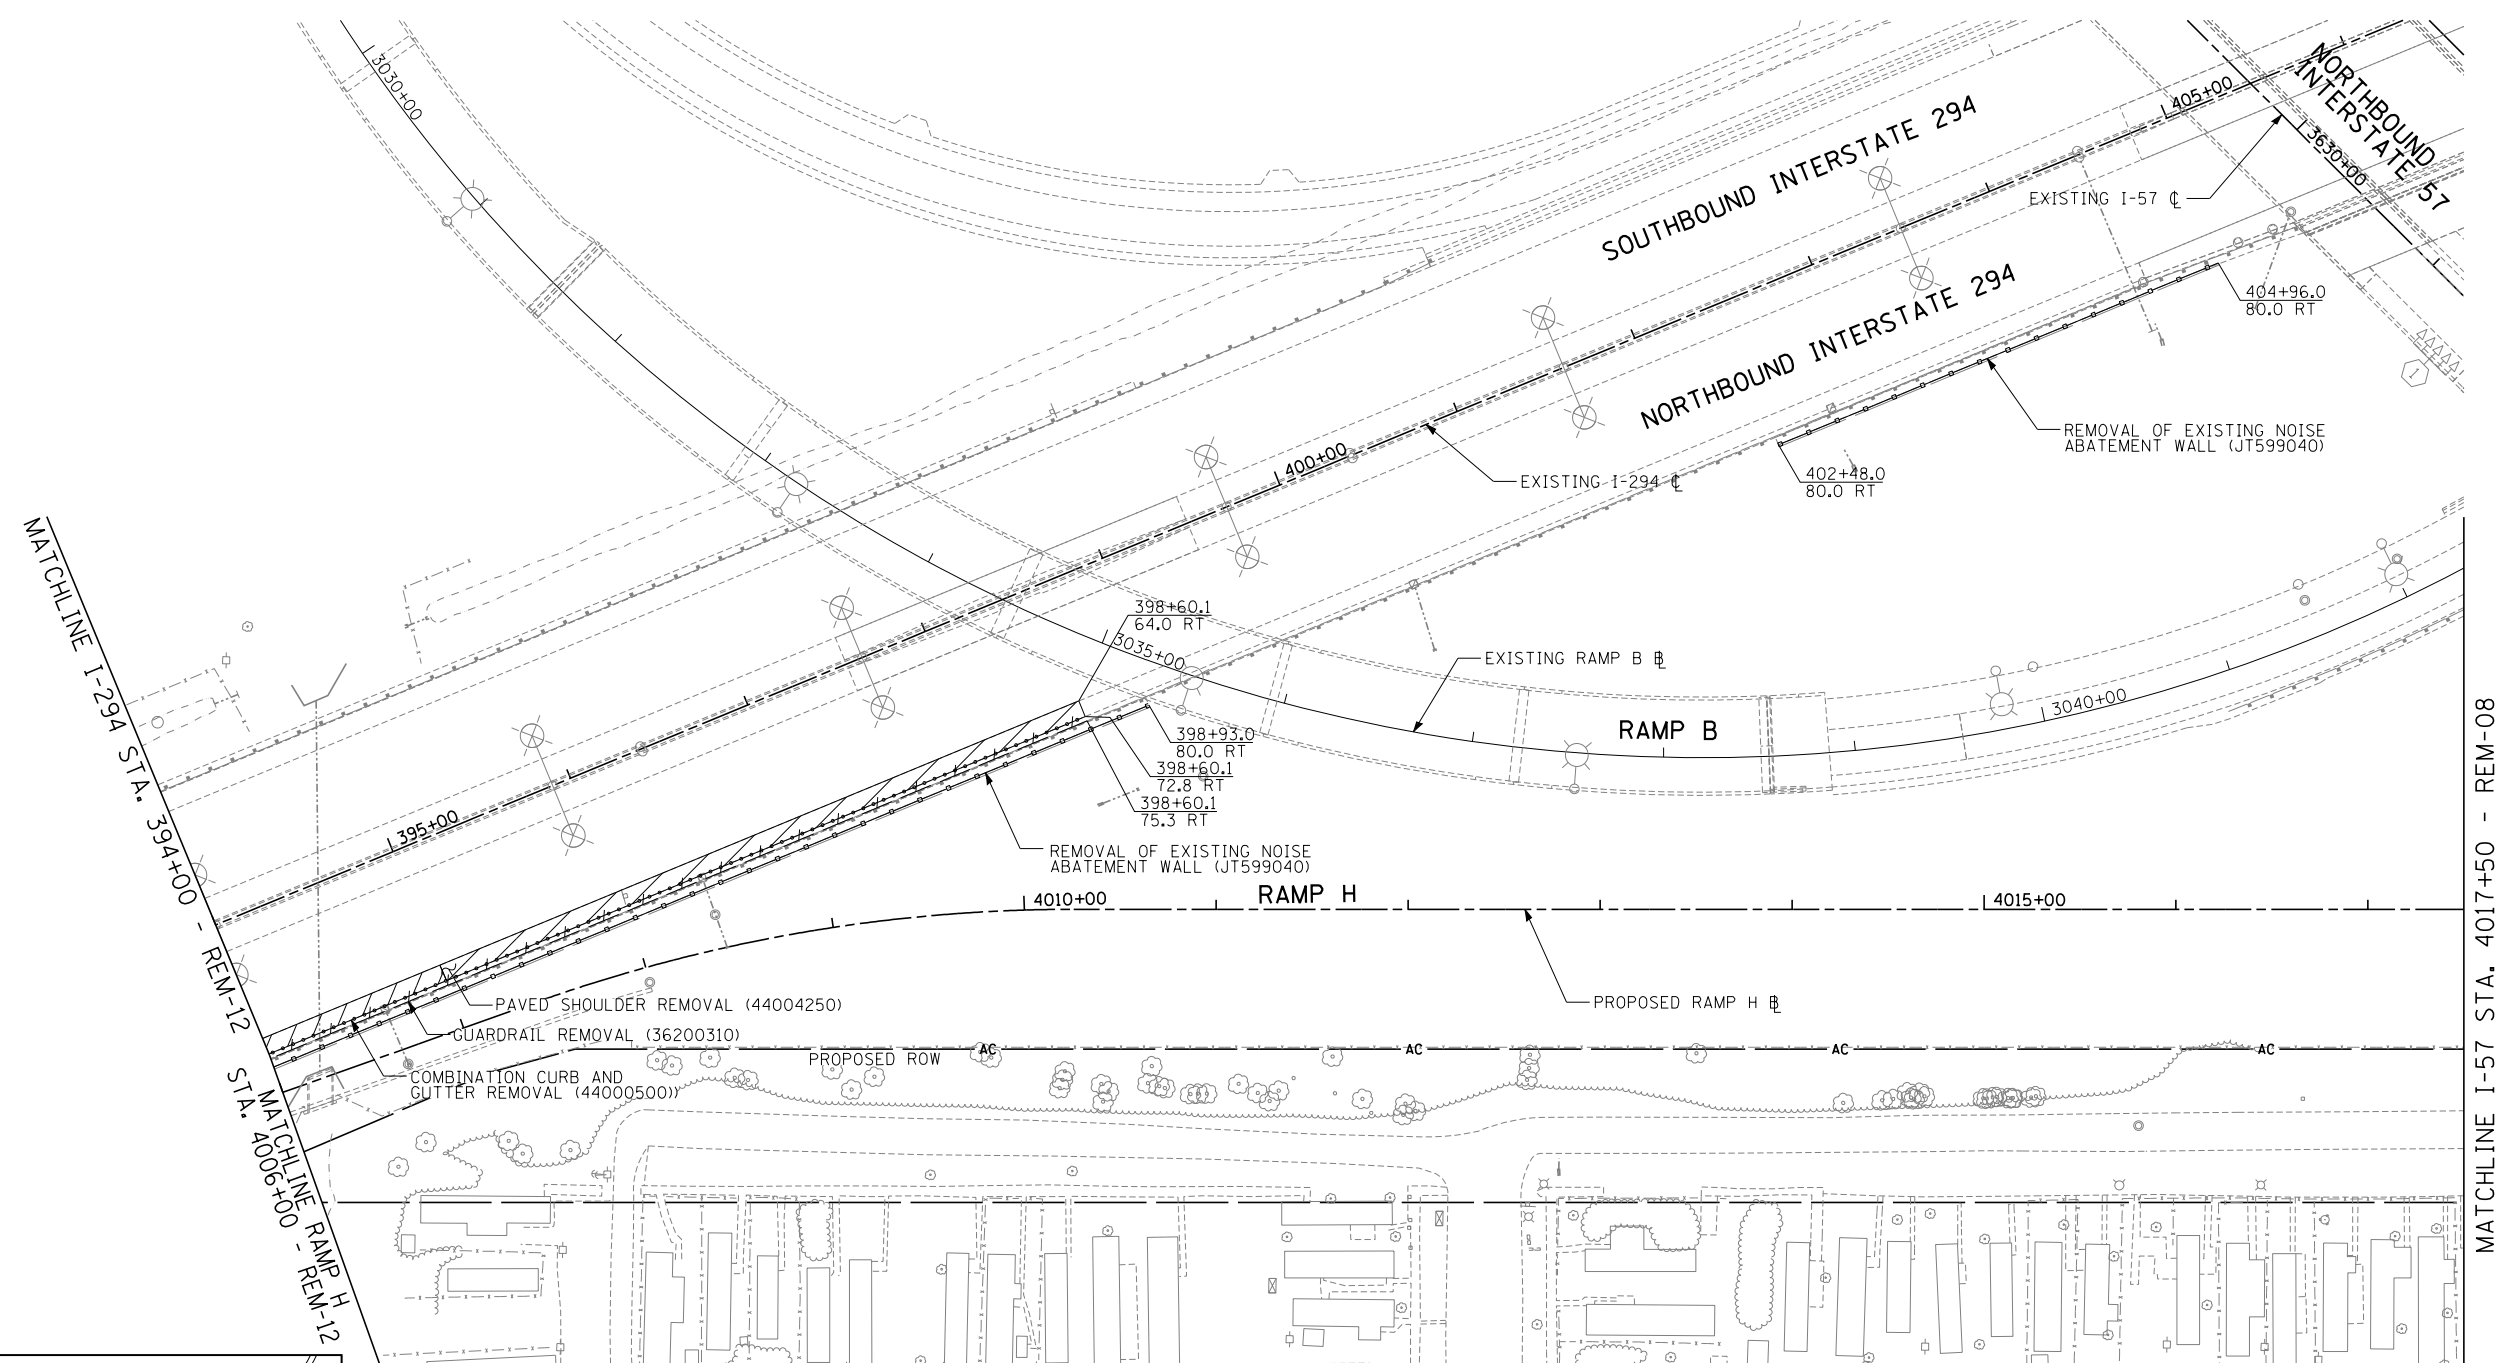 3030+00
SOUTHBOUND INTERSTATE 294
NORTHBOUND INTERSTATE 294
405+00
NORTHBOUND
INTERSTATE 57
3630+00
EXISTING I-57 ℄
404+96.0
80.0 RT
1
REMOVAL OF EXISTING NOISE
ABATEMENT WALL (JT599040)
402+48.0
80.0 RT
400+00
EXISTING I-294 ℄
MATCHLINE I-294 STA. 394+00 - REM-12
398+60.1
64.0 RT
3035+00
EXISTING RAMP B BL
RAMP B
3040+00
398+93.0
80.0 RT
398+60.1
72.8 RT
398+60.1
75.3 RT
395+00
REMOVAL OF EXISTING NOISE
ABATEMENT WALL (JT599040)
4010+00
RAMP H
4015+00
PROPOSED RAMP H BL
PAVED SHOULDER REMOVAL (44004250)
GUARDRAIL REMOVAL (36200310)
COMBINATION CURB AND
GUTTER REMOVAL (44000500))
PROPOSED ROW
AC
AC
AC
AC
MATCHLINE RAMP H
STA. 4006+00 - REM-12
MATCHLINE I-57 STA. 4017+50 - REM-08